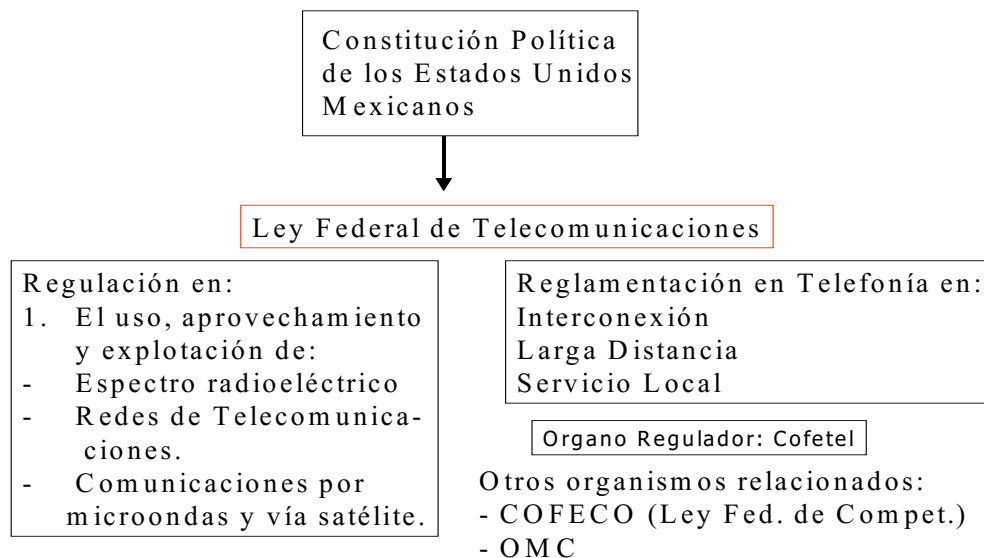 Constitución Política
de los Estados Unidos
Mexicanos
Ley Federal de Telecomunicaciones
Regulación en:
1. El uso, aprovechamiento
y explotación de:
- Espectro radioeléctrico
- Redes de Telecomunica-
ciones.
- Comunicaciones por
microondas y vía satélite.
Reglamentación en Telefonía en:
Interconexión
Larga Distancia
Servicio Local
Organo Regulador: Cofetel
Otros organismos relacionados:
- COFECO (Ley Fed. de Compet.)
- OMC